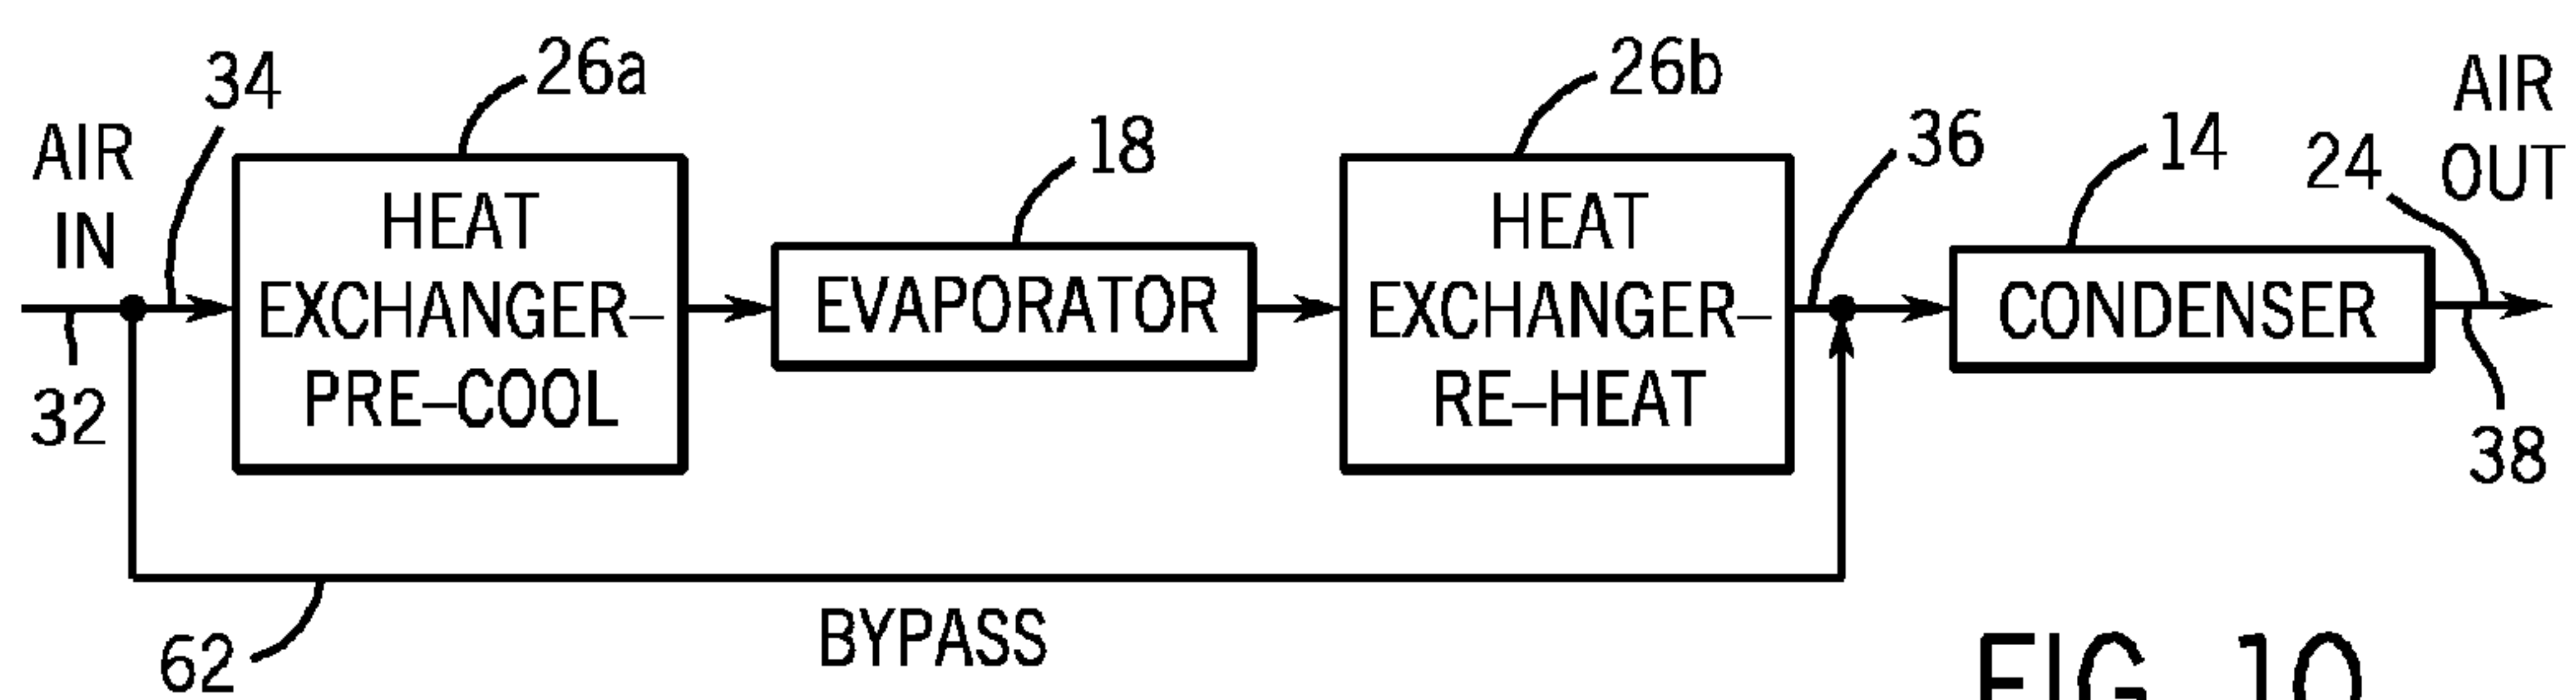 34
26a
26b
AIR
OUT
AIR
IN
18
36
14
24
HEAT
EXCHANGER–
PRE–COOL
EVAPORATOR
HEAT
EXCHANGER–
RE–HEAT
CONDENSER
32
38
62
BYPASS
FIG. 10